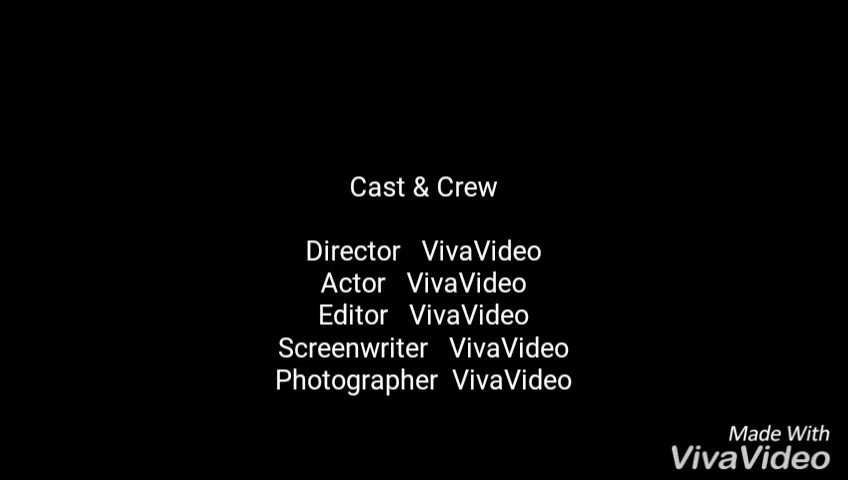 Cast & Crew
Director VivaVideo
Actor VivaVideo
Editor VivaVideo
Screenwriter VivaVideo
Photographer VivaVideo
Made With
VivaVideo